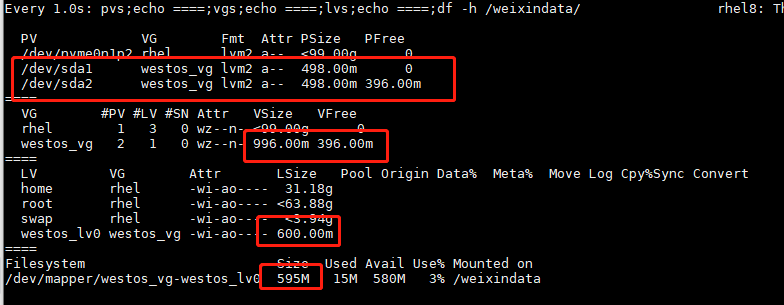 Every 1.0s: pvs;echo ====;vgs;echo ====;lvs;echo ====;df -h /weixindata/ rhel8: Th
PV VG Fmt Attr PSize PFree
/dev/nvme0n1p2 rhel lvm2 a-- <99.00g 0
/dev/sda1 westos_vg lvm2 a-- 498.00m 0
/dev/sda2 westos_vg lvm2 a-- 498.00m 396.00m
====
VG #PV #LV #SN Attr VSize VFree
rhel 1 3 0 wz--n- <99.00g 0
westos_vg 2 1 0 wz--n- 996.00m 396.00m
====
LV VG Attr LSize Pool Origin Data% Meta% Move Log Cpy%Sync Convert
home rhel -wi-ao---- 31.18g
root rhel -wi-ao---- <63.88g
swap rhel -wi-ao---- <3.94g
westos_lv0 westos_vg -wi-ao---- 600.00m
====
Filesystem Size Used Avail Use% Mounted on
/dev/mapper/westos_vg-westos_lv0 595M 15M 580M 3% /weixindata